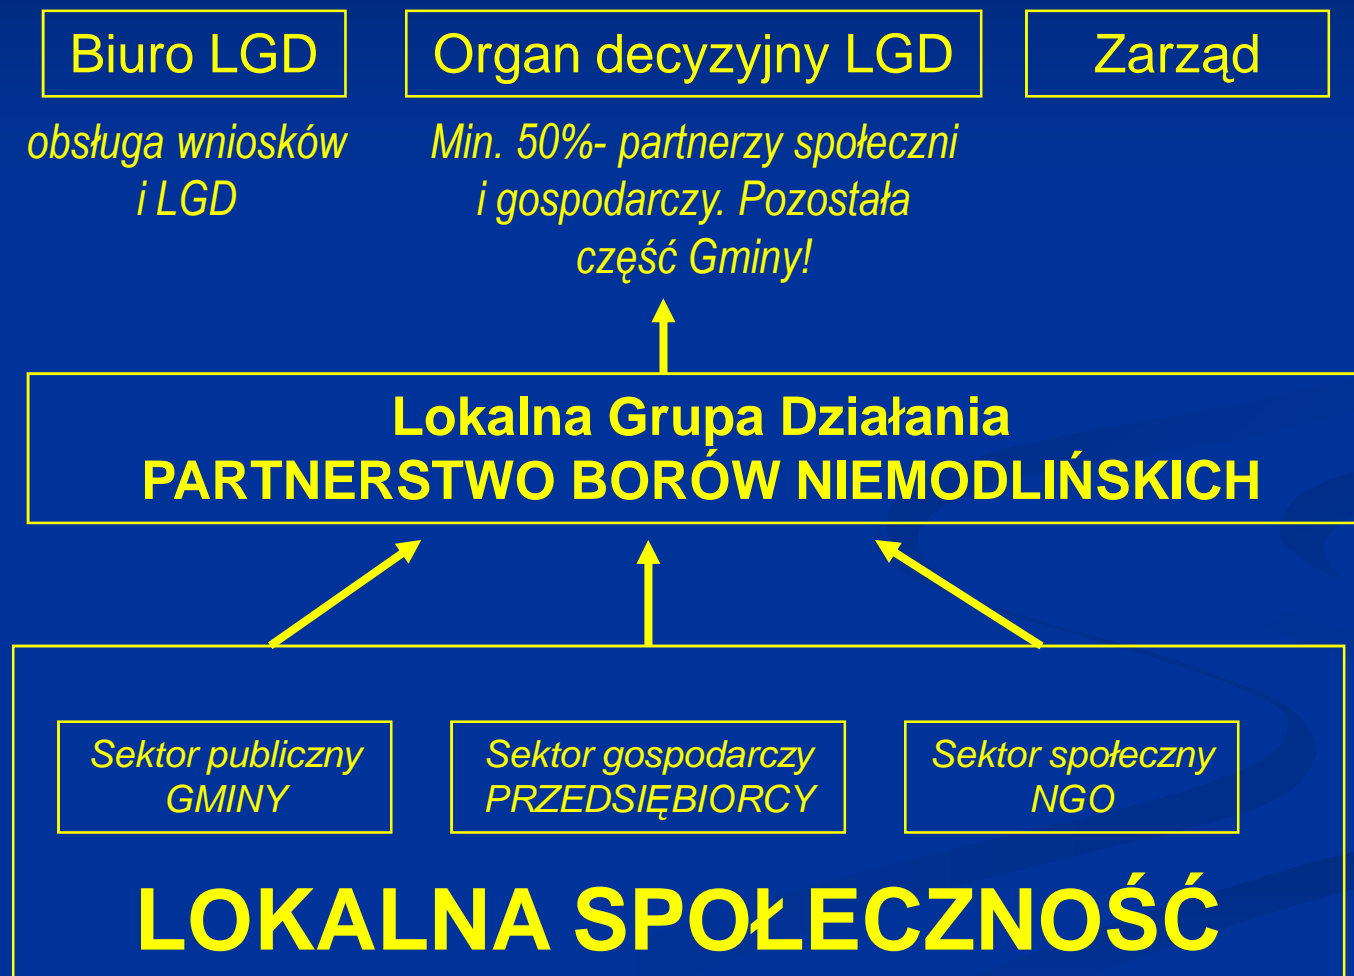 Biuro LGD
obsługa wniosków
i LGD
Organ decyzyjny LGD
Min. 50%- partnerzy społeczni
i gospodarczy. Pozostała
część Gminy!
Zarząd
Lokalna Grupa Działania
PARTNERSTWO BORÓW NIEMODLIŃSKICH
Sektor publiczny
GMINY
Sektor gospodarczy
PRZEDSIĘBIORCY
Sektor społeczny
NGO
LOKALNA SPOŁECZNOŚĆ